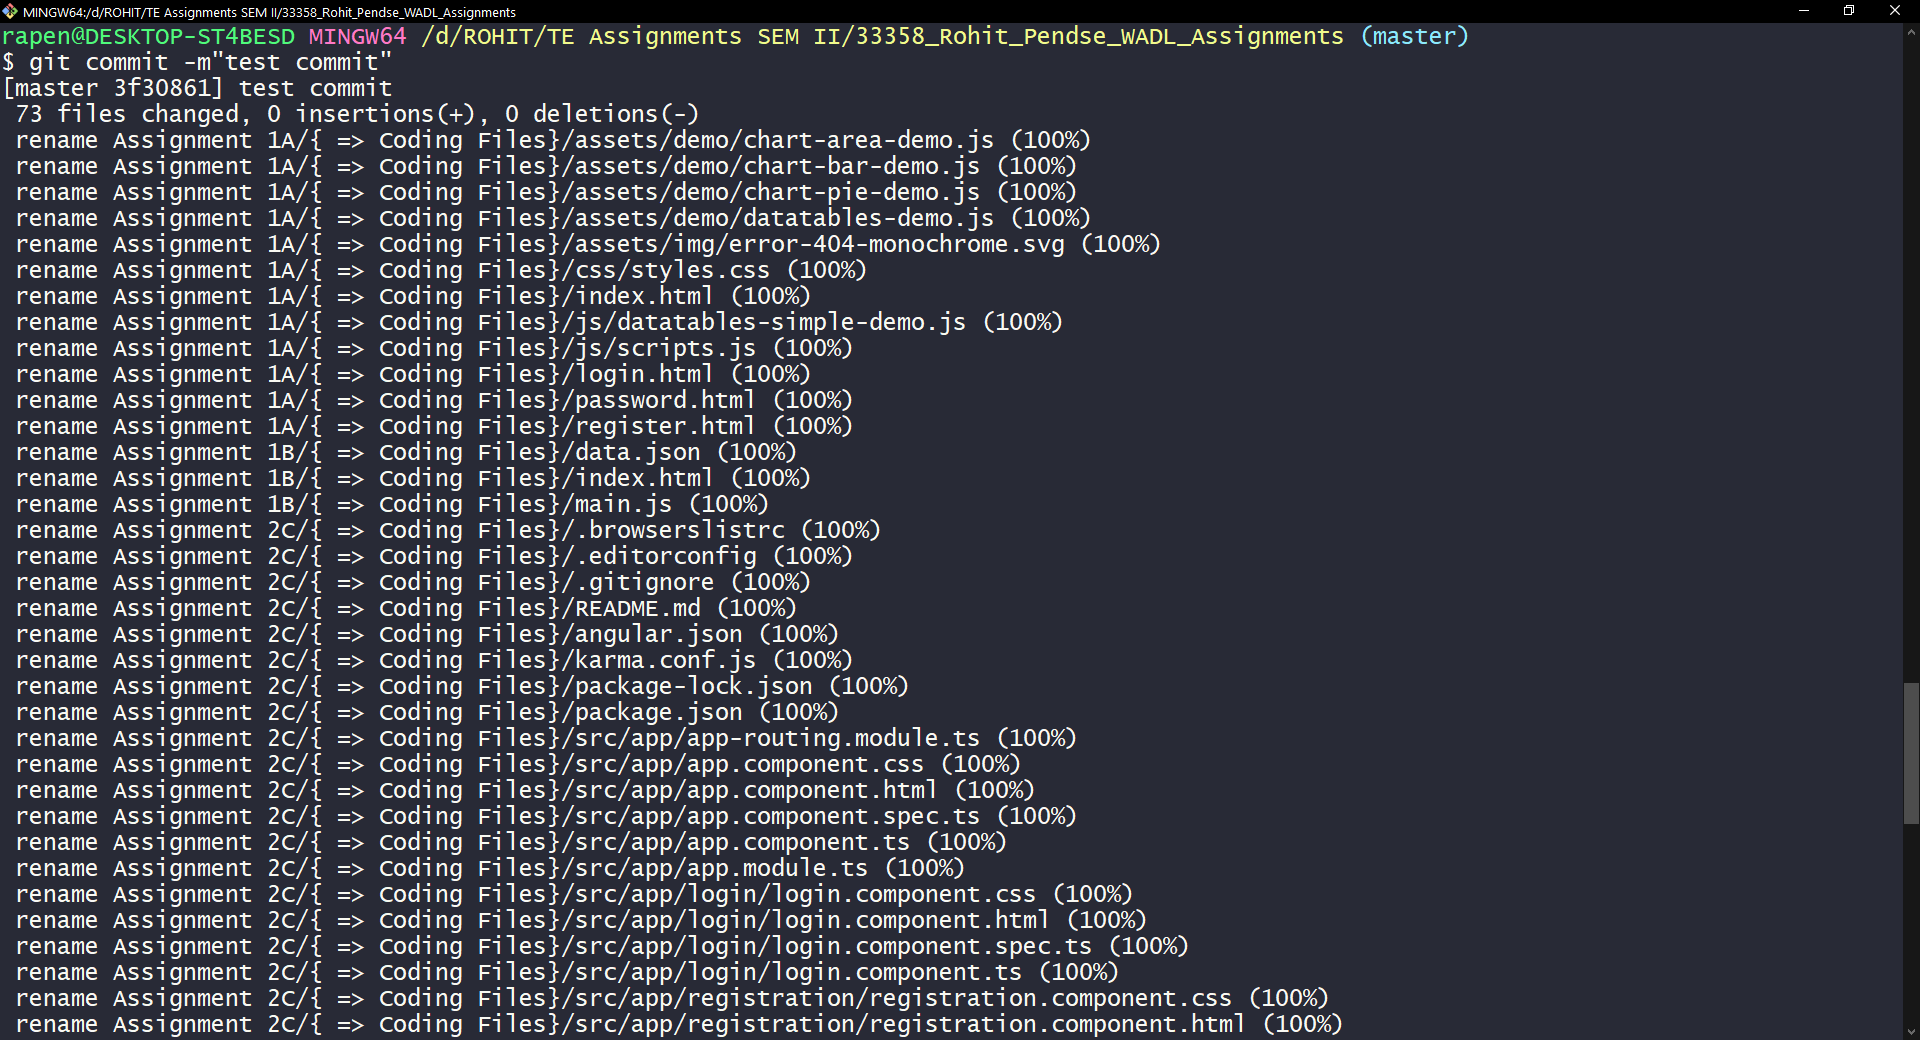 MINGW64:/d/ROHIT/TE Assignments SEM II/33358_Rohit_Pendse_WADL_Assignments
rapen@DESKTOP-ST4BESD MINGW64 /d/ROHIT/TE Assignments SEM II/33358_Rohit_Pendse_WADL_Assignments (master)
$ git commit -m"test commit"
[master 3f30861] test commit
 73 files changed, 0 insertions(+), 0 deletions(-)
 rename Assignment 1A/{ => Coding Files}/assets/demo/chart-area-demo.js (100%)
 rename Assignment 1A/{ => Coding Files}/assets/demo/chart-bar-demo.js (100%)
 rename Assignment 1A/{ => Coding Files}/assets/demo/chart-pie-demo.js (100%)
 rename Assignment 1A/{ => Coding Files}/assets/demo/datatables-demo.js (100%)
 rename Assignment 1A/{ => Coding Files}/assets/img/error-404-monochrome.svg (100%)
 rename Assignment 1A/{ => Coding Files}/css/styles.css (100%)
 rename Assignment 1A/{ => Coding Files}/index.html (100%)
 rename Assignment 1A/{ => Coding Files}/js/datatables-simple-demo.js (100%)
 rename Assignment 1A/{ => Coding Files}/js/scripts.js (100%)
 rename Assignment 1A/{ => Coding Files}/login.html (100%)
 rename Assignment 1A/{ => Coding Files}/password.html (100%)
 rename Assignment 1A/{ => Coding Files}/register.html (100%)
 rename Assignment 1B/{ => Coding Files}/data.json (100%)
 rename Assignment 1B/{ => Coding Files}/index.html (100%)
 rename Assignment 1B/{ => Coding Files}/main.js (100%)
 rename Assignment 2C/{ => Coding Files}/.browserslistrc (100%)
 rename Assignment 2C/{ => Coding Files}/.editorconfig (100%)
 rename Assignment 2C/{ => Coding Files}/.gitignore (100%)
 rename Assignment 2C/{ => Coding Files}/README.md (100%)
 rename Assignment 2C/{ => Coding Files}/angular.json (100%)
 rename Assignment 2C/{ => Coding Files}/karma.conf.js (100%)
 rename Assignment 2C/{ => Coding Files}/package-lock.json (100%)
 rename Assignment 2C/{ => Coding Files}/package.json (100%)
 rename Assignment 2C/{ => Coding Files}/src/app/app-routing.module.ts (100%)
 rename Assignment 2C/{ => Coding Files}/src/app/app.component.css (100%)
 rename Assignment 2C/{ => Coding Files}/src/app/app.component.html (100%)
 rename Assignment 2C/{ => Coding Files}/src/app/app.component.spec.ts (100%)
 rename Assignment 2C/{ => Coding Files}/src/app/app.component.ts (100%)
 rename Assignment 2C/{ => Coding Files}/src/app/app.module.ts (100%)
 rename Assignment 2C/{ => Coding Files}/src/app/login/login.component.css (100%)
 rename Assignment 2C/{ => Coding Files}/src/app/login/login.component.html (100%)
 rename Assignment 2C/{ => Coding Files}/src/app/login/login.component.spec.ts (100%)
 rename Assignment 2C/{ => Coding Files}/src/app/login/login.component.ts (100%)
 rename Assignment 2C/{ => Coding Files}/src/app/registration/registration.component.css (100%)
 rename Assignment 2C/{ => Coding Files}/src/app/registration/registration.component.html (100%)